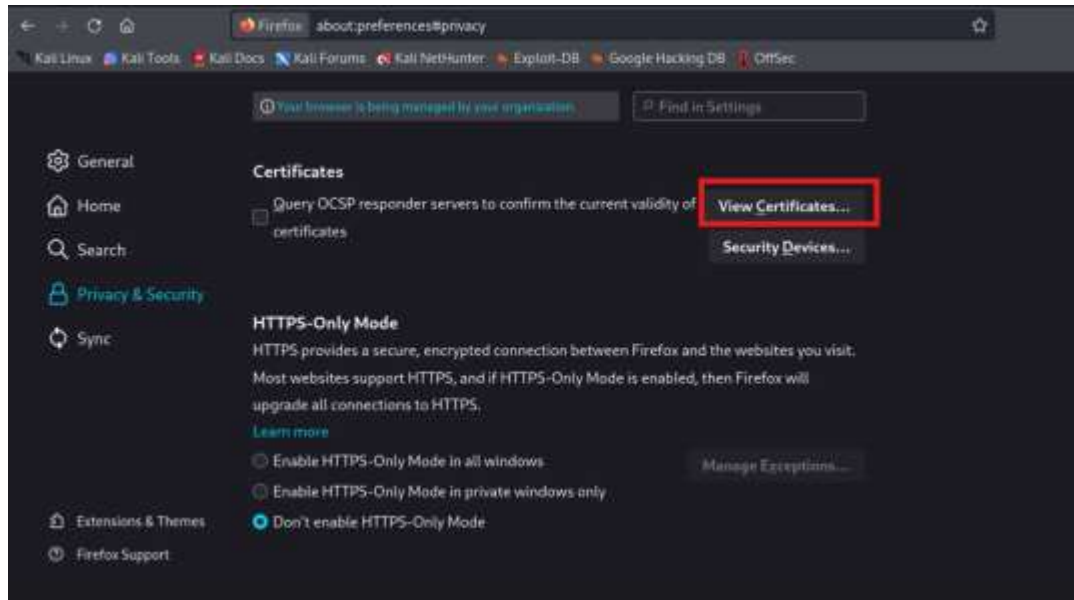 Firefox about:preferences#privacy
Kali Linux Kali Tools Kali Docs Kali Forums Kali NetHunter Exploit-DB Google Hacking DB OffSec
Your browser is being managed by your organization.
Find in Settings
General
Home
Search
Privacy & Security
Sync
Extensions & Themes
Firefox Support
Certificates
Query OCSP responder servers to confirm the current validity of
certificates
View Certificates...
Security Devices...
HTTPS-Only Mode
HTTPS provides a secure, encrypted connection between Firefox and the websites you visit.
Most websites support HTTPS, and if HTTPS-Only Mode is enabled, then Firefox will
upgrade all connections to HTTPS.
Learn more
Enable HTTPS-Only Mode in all windows
Manage Exceptions...
Enable HTTPS-Only Mode in private windows only
Don't enable HTTPS-Only Mode